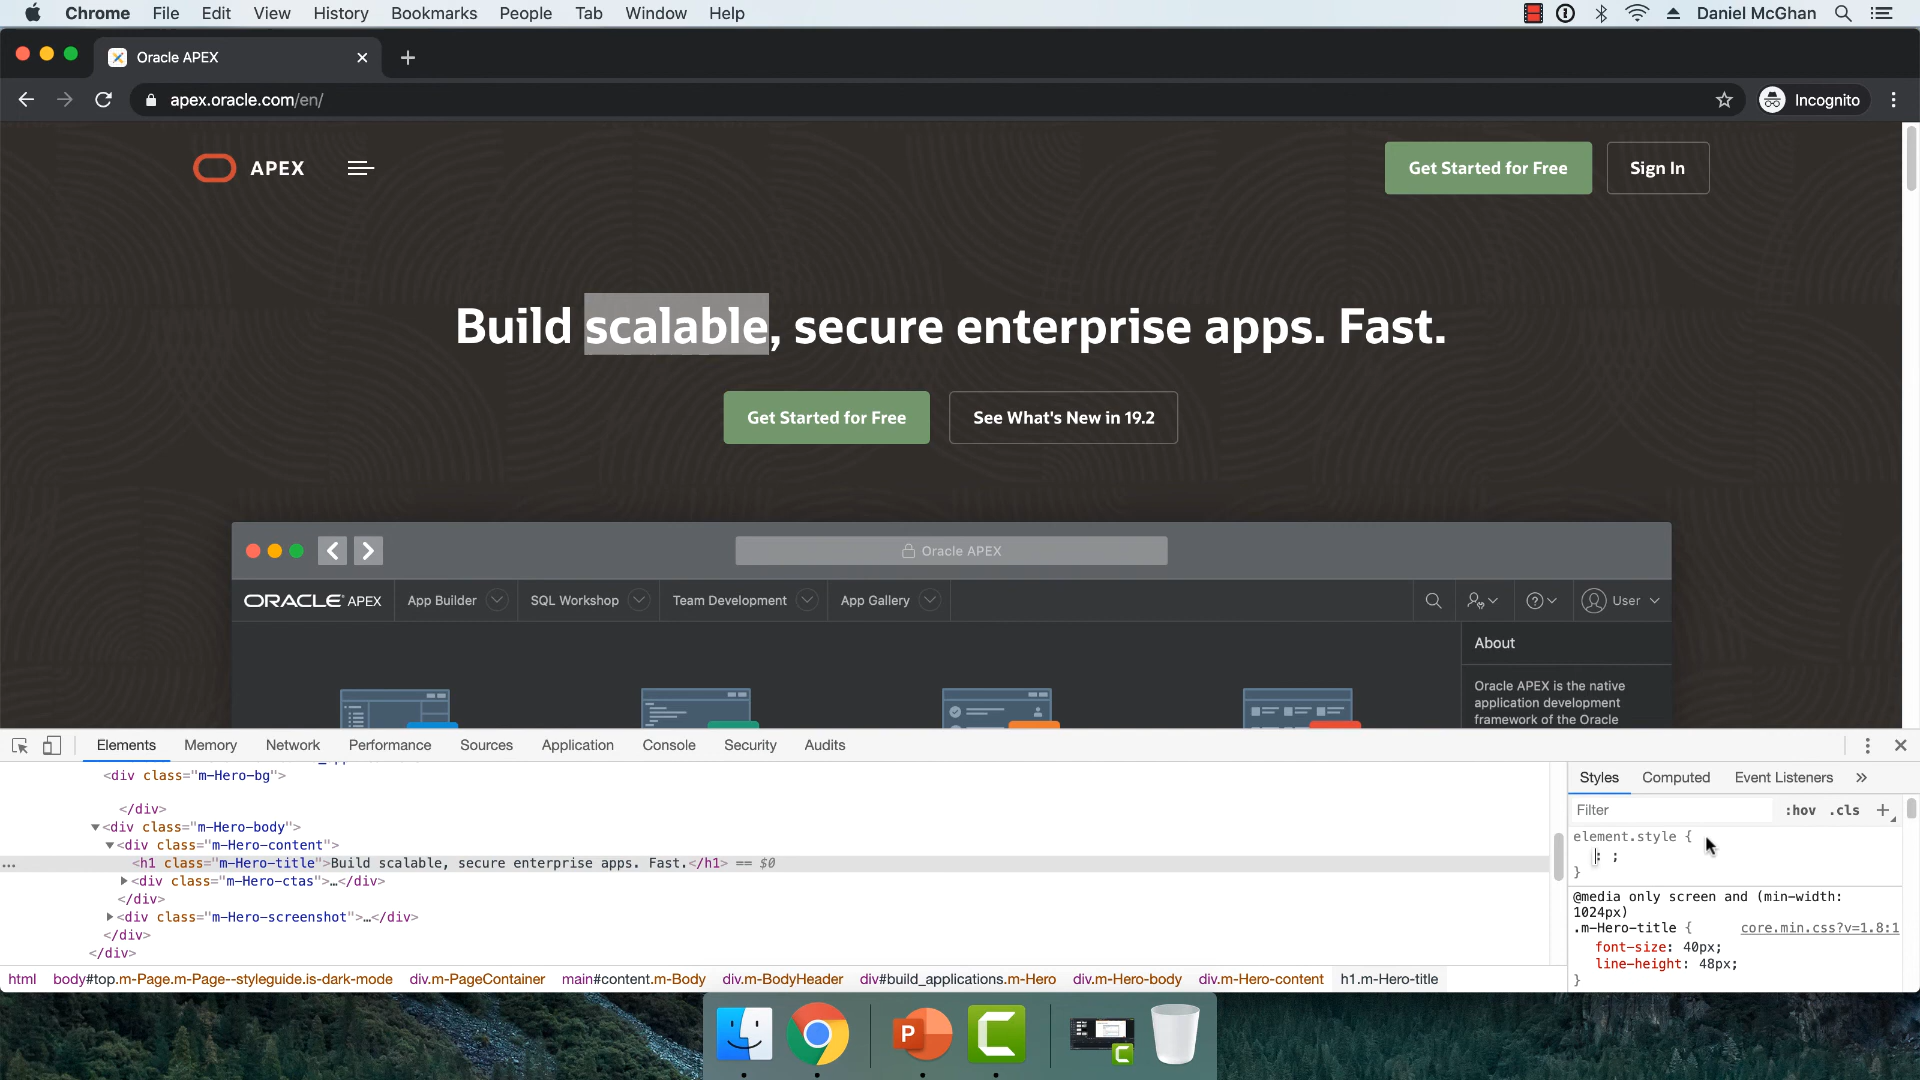 Chrome File Edit View History Bookmarks People Tab Window Help Daniel McGhan
Oracle APEX
apex.oracle.com/en/ Incognito
APEX Get Started for Free Sign In
Build scalable, secure enterprise apps. Fast.
Get Started for Free See What's New in 19.2
Oracle APEX
ORACLE APEX App Builder SQL Workshop Team Development App Gallery User
About
Oracle APEX is the native
application development
framework of the Oracle
Elements Memory Network Performance Sources Application Console Security Audits
<div class="m-Hero-bg">
</div>
<div class="m-Hero-body">
<div class="m-Hero-content">
... <h1 class="m-Hero-title">Build scalable, secure enterprise apps. Fast.</h1> == $0
<div class="m-Hero-ctas">…</div>
</div>
<div class="m-Hero-screenshot">…</div>
</div>
</div>
html body#top.m-Page.m-Page--styleguide.is-dark-mode div.m-PageContainer main#content.m-Body div.m-BodyHeader div#build_applications.m-Hero div.m-Hero-body div.m-Hero-content h1.m-Hero-title
Styles Computed Event Listeners »
Filter :hov .cls +
element.style {
: ;
}
@media only screen and (min-width:
1024px)
.m-Hero-title { core.min.css?v=1.8:1
font-size: 40px;
line-height: 48px;
}
P